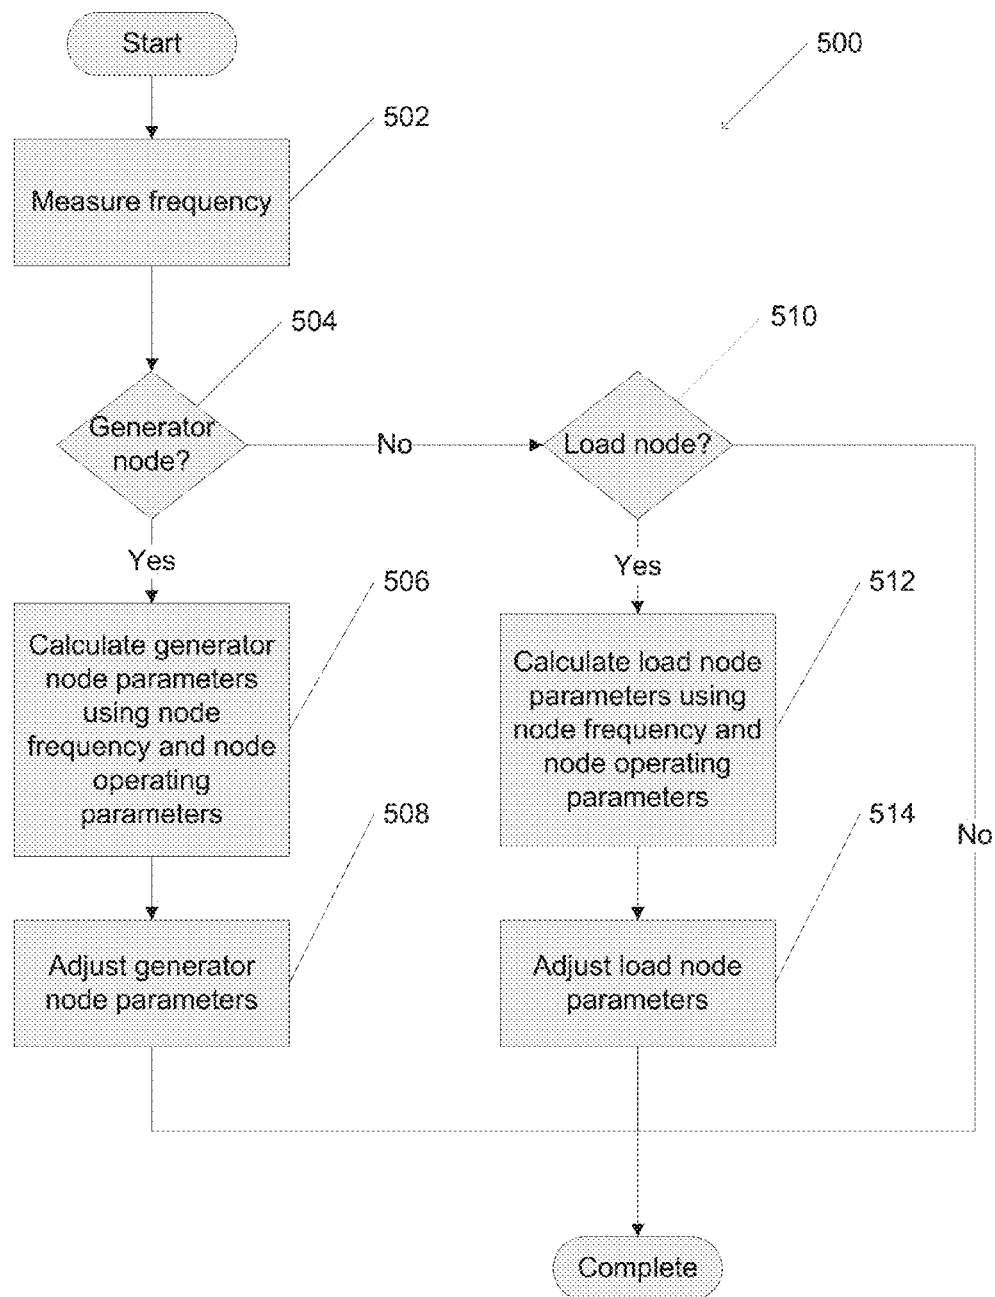 Start
500
502
Measure frequency
504
510
Generator
node?
No
Load node?
Yes
Yes
506
512
Calculate generator
node parameters
using node
frequency and node
operating
parameters
Calculate load node
parameters using
node frequency and
node operating
parameters
508
514
No
Adjust generator
node parameters
Adjust load node
parameters
Complete